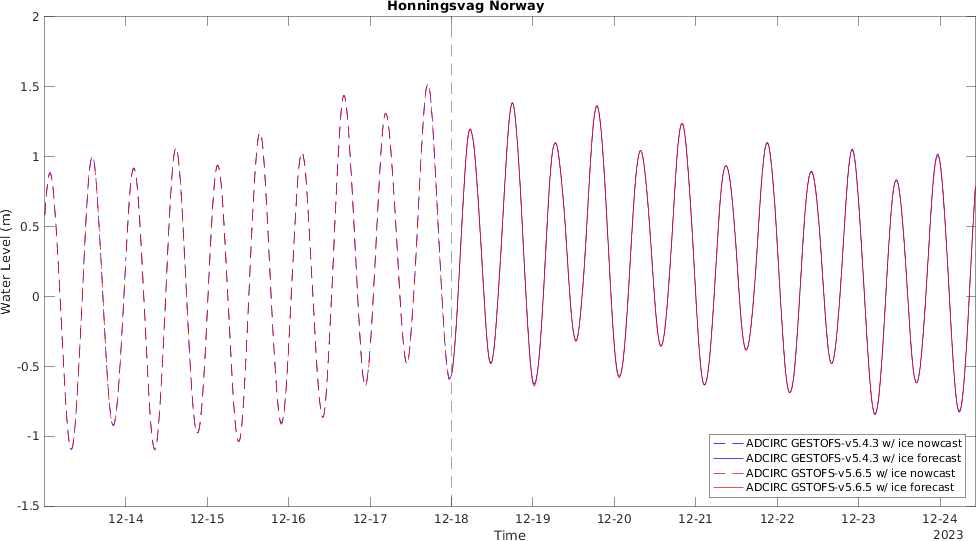 Honningsvag Norway
2
1.5
1
0.5
0
-0.5
-1
-1.5
Water Level (m)
ADCIRC GESTOFS-v5.4.3 w/ ice nowcast
ADCIRC GESTOFS-v5.4.3 w/ ice forecast
ADCIRC GSTOFS-v5.6.5 w/ ice nowcast
ADCIRC GSTOFS-v5.6.5 w/ ice forecast
12-14 12-15 12-16 12-17 12-18 12-19 12-20 12-21 12-22 12-23 12-24
Time 2023